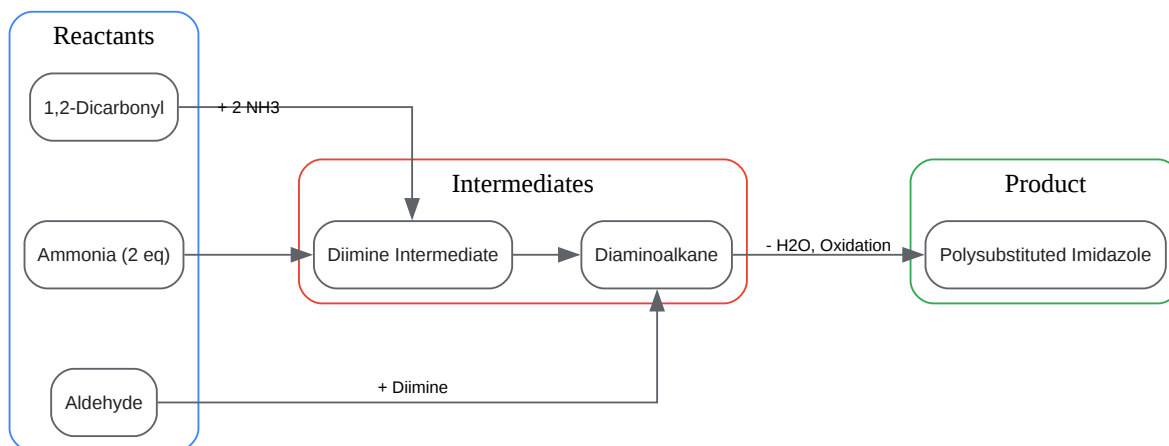 Reactants
1,2-Dicarbonyl
+ 2 NH3
Intermediates
Product
Ammonia (2 eq)
Diimine Intermediate
Diaminoalkane
- H2O, Oxidation
Polysubstituted Imidazole
Aldehyde
+ Diimine